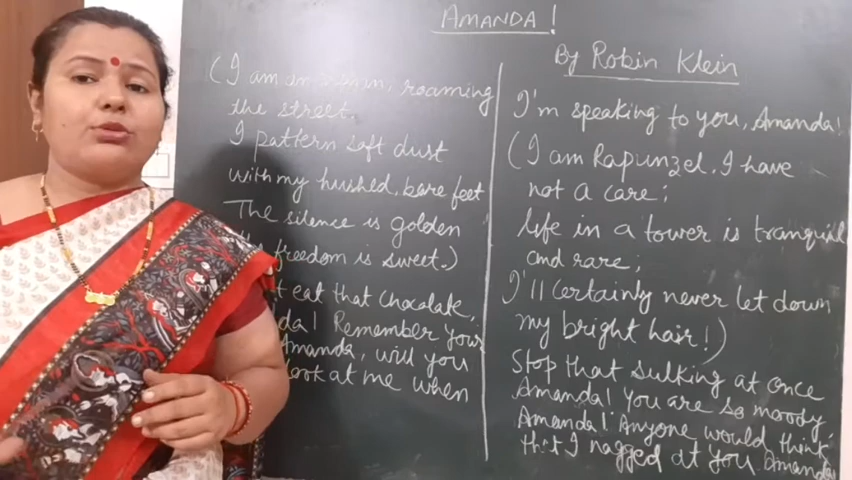 AMANDA!
By Robin Klein
(I am an, roaming
the street.
I pattern soft dust
with my hushed, bare feet
The silence is golden
freedom is sweet.)
eat that chocolate,
Remember your
Amanda, will you
look at me when
I'm speaking to you, Amanda!
(I am Rapunzel, I have
not a care;
life in a tower is tranquil
and rare;
I'll certainly never let down
my bright hair!)
Stop that sulking at once
Amanda! You are so moody
Amanda! Anyone would think
that I nagged at you Amanda!